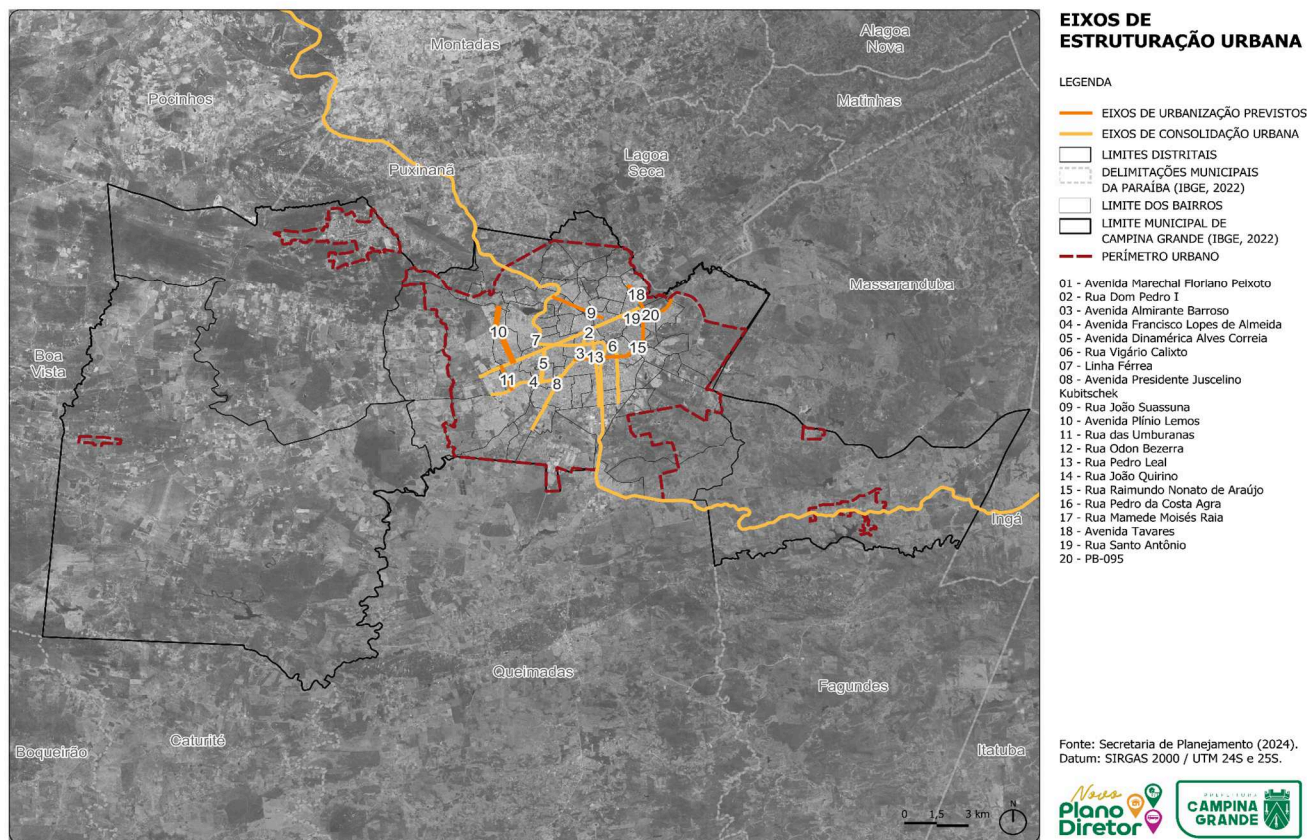 EIXOS DE
ESTRUTURAÇÃO URBANA
LEGENDA
EIXOS DE URBANIZAÇÃO PREVISTOS
EIXOS DE CONSOLIDAÇÃO URBANA
LIMITES DISTRITAIS
DELIMITAÇÕES MUNICIPAIS
DA PARAÍBA (IBGE, 2022)
LIMITE DOS BAIRROS
LIMITE MUNICIPAL DE
CAMPINA GRANDE (IBGE, 2022)
PERÍMETRO URBANO
01 - Avenida Marechal Floriano Peixoto
02 - Rua Dom Pedro I
03 - Avenida Almirante Barroso
04 - Avenida Francisco Lopes de Almeida
05 - Avenida Dinamérica Alves Correia
06 - Rua Vigário Calixto
07 - Linha Férrea
08 - Avenida Presidente Juscelino
Kubitschek
09 - Rua João Suassuna
10 - Avenida Plínio Lemos
11 - Rua das Umburanas
12 - Rua Odon Bezerra
13 - Rua Pedro Leal
14 - Rua João Quirino
15 - Rua Raimundo Nonato de Araújo
16 - Rua Pedro da Costa Agra
17 - Rua Mamede Moisés Raia
18 - Avenida Tavares
19 - Rua Santo Antônio
20 - PB-095
Montadas
Alagoa
Nova
Pocinhos
Matinhas
Lagoa
Seca
Puxinanã
Massaranduba
18
9
19
20
10
2
7
6
15
3
13
5
11
4
8
Boa
Vista
Ingá
Queimadas
Fagundes
Caturité
Boqueirão
Itatuba
0 1,5 3 km
N
Fonte: Secretaria de Planejamento (2024).
Datum: SIRGAS 2000 / UTM 24S e 25S.
Novo
Plano
Diretor
PREFEITURA
CAMPINA
GRANDE